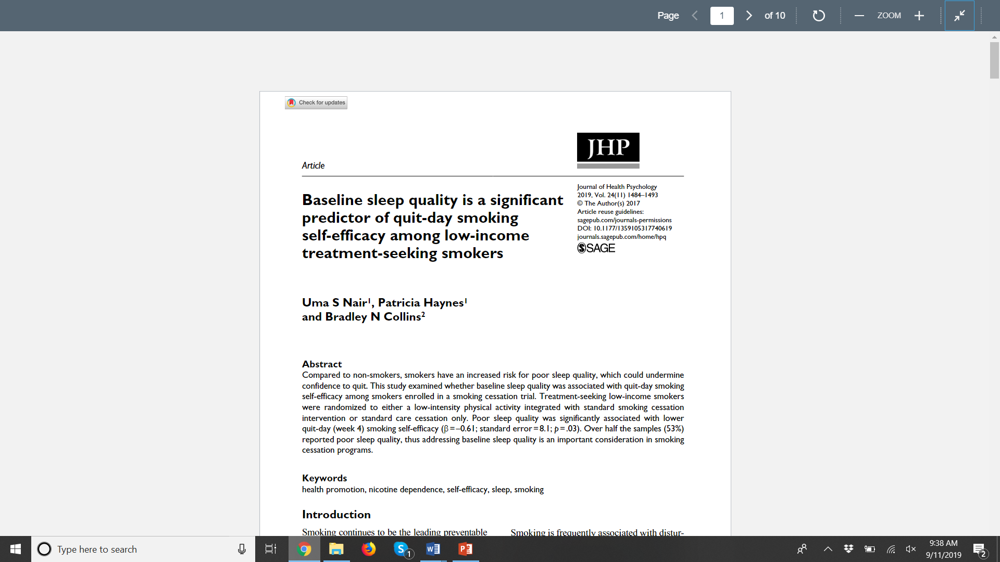 Page 1 of 10 ZOOM
Check for updates
JHP
Article
Journal of Health Psychology
2019, Vol. 24(11) 1484–1493
© The Author(s) 2017
Article reuse guidelines:
sagepub.com/journals-permissions
DOI: 10.1177/1359105317740619
journals.sagepub.com/home/hpq
SAGE
Baseline sleep quality is a significant
predictor of quit-day smoking
self-efficacy among low-income
treatment-seeking smokers
Uma S Nair¹, Patricia Haynes¹
and Bradley N Collins²
Abstract
Compared to non-smokers, smokers have an increased risk for poor sleep quality, which could undermine
confidence to quit. This study examined whether baseline sleep quality was associated with quit-day smoking
self-efficacy among smokers enrolled in a smoking cessation trial. Treatment-seeking low-income smokers
were randomized to either a low-intensity physical activity integrated with standard smoking cessation
intervention or standard care cessation only. Poor sleep quality was significantly associated with lower
quit-day (week 4) smoking self-efficacy (β=–0.61; standard error=8.1; p=.03). Over half the samples (53%)
reported poor sleep quality, thus addressing baseline sleep quality is an important consideration in smoking
cessation programs.
Keywords
health promotion, nicotine dependence, self-efficacy, sleep, smoking
Introduction
Smoking continues to be the leading preventable
Smoking is frequently associated with distur-
Type here to search
1
9:38 AM
9/11/2019
2